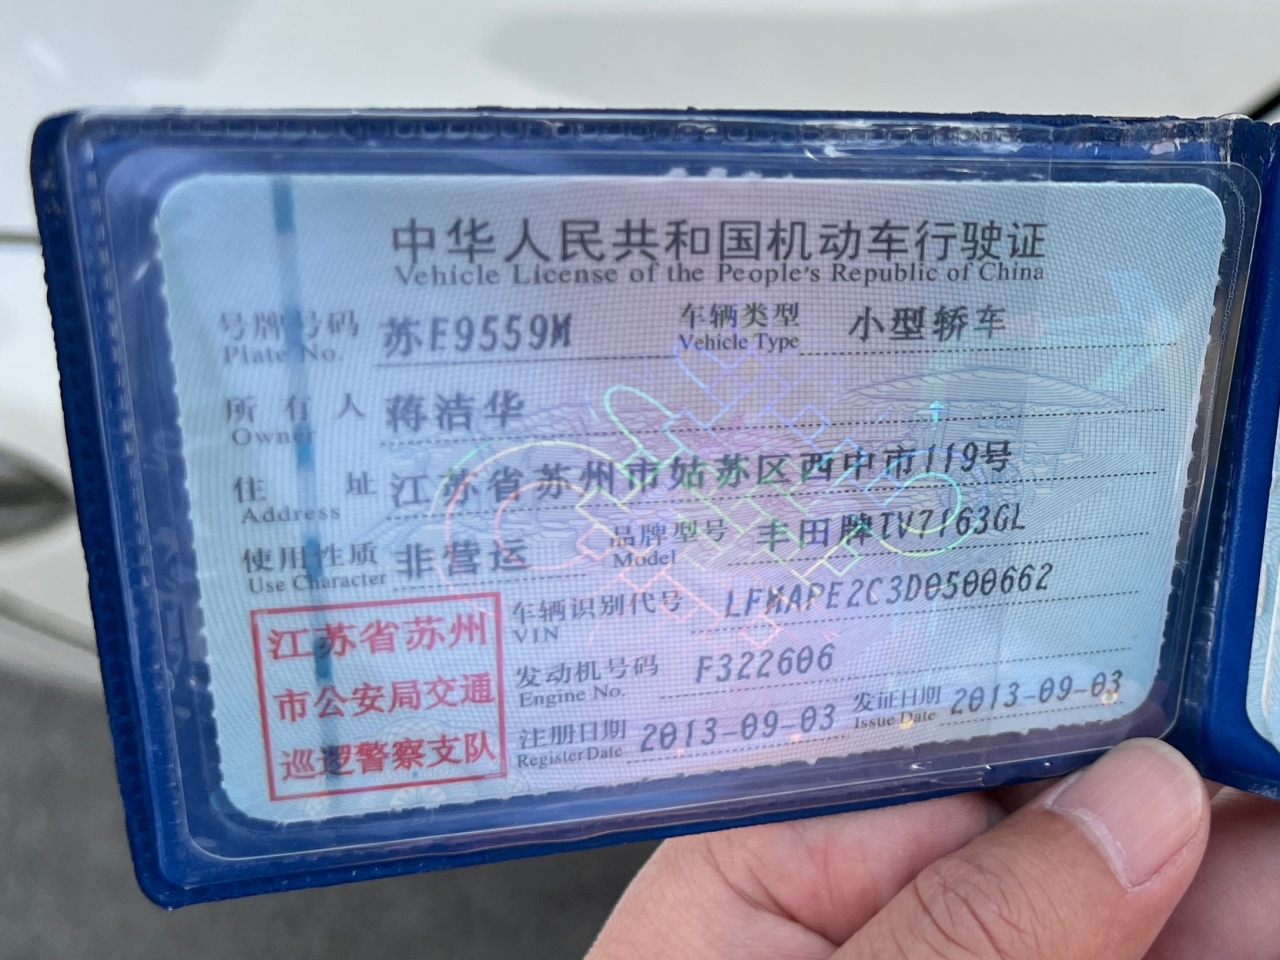 中华人民共和国机动车行驶证
Vehicle License of the People's Republic of China
号牌号码 苏E9559M 车辆类型 小型轿车
Plate No. Vehicle Type
所有人 蒋洁华
Owner
住址 江苏省苏州市姑苏区西中市119号
Address
使用性质 非营运 品牌型号 丰田牌TV7163GL
Use Character Model
江苏省苏州
市公安局交通
巡逻警察支队
车辆识别代号 LFMAPE2C3D0500662
VIN
发动机号码 F322606
Engine No.
注册日期 2013-09-03 发证日期 2013-09-03
Register Date Issue Date